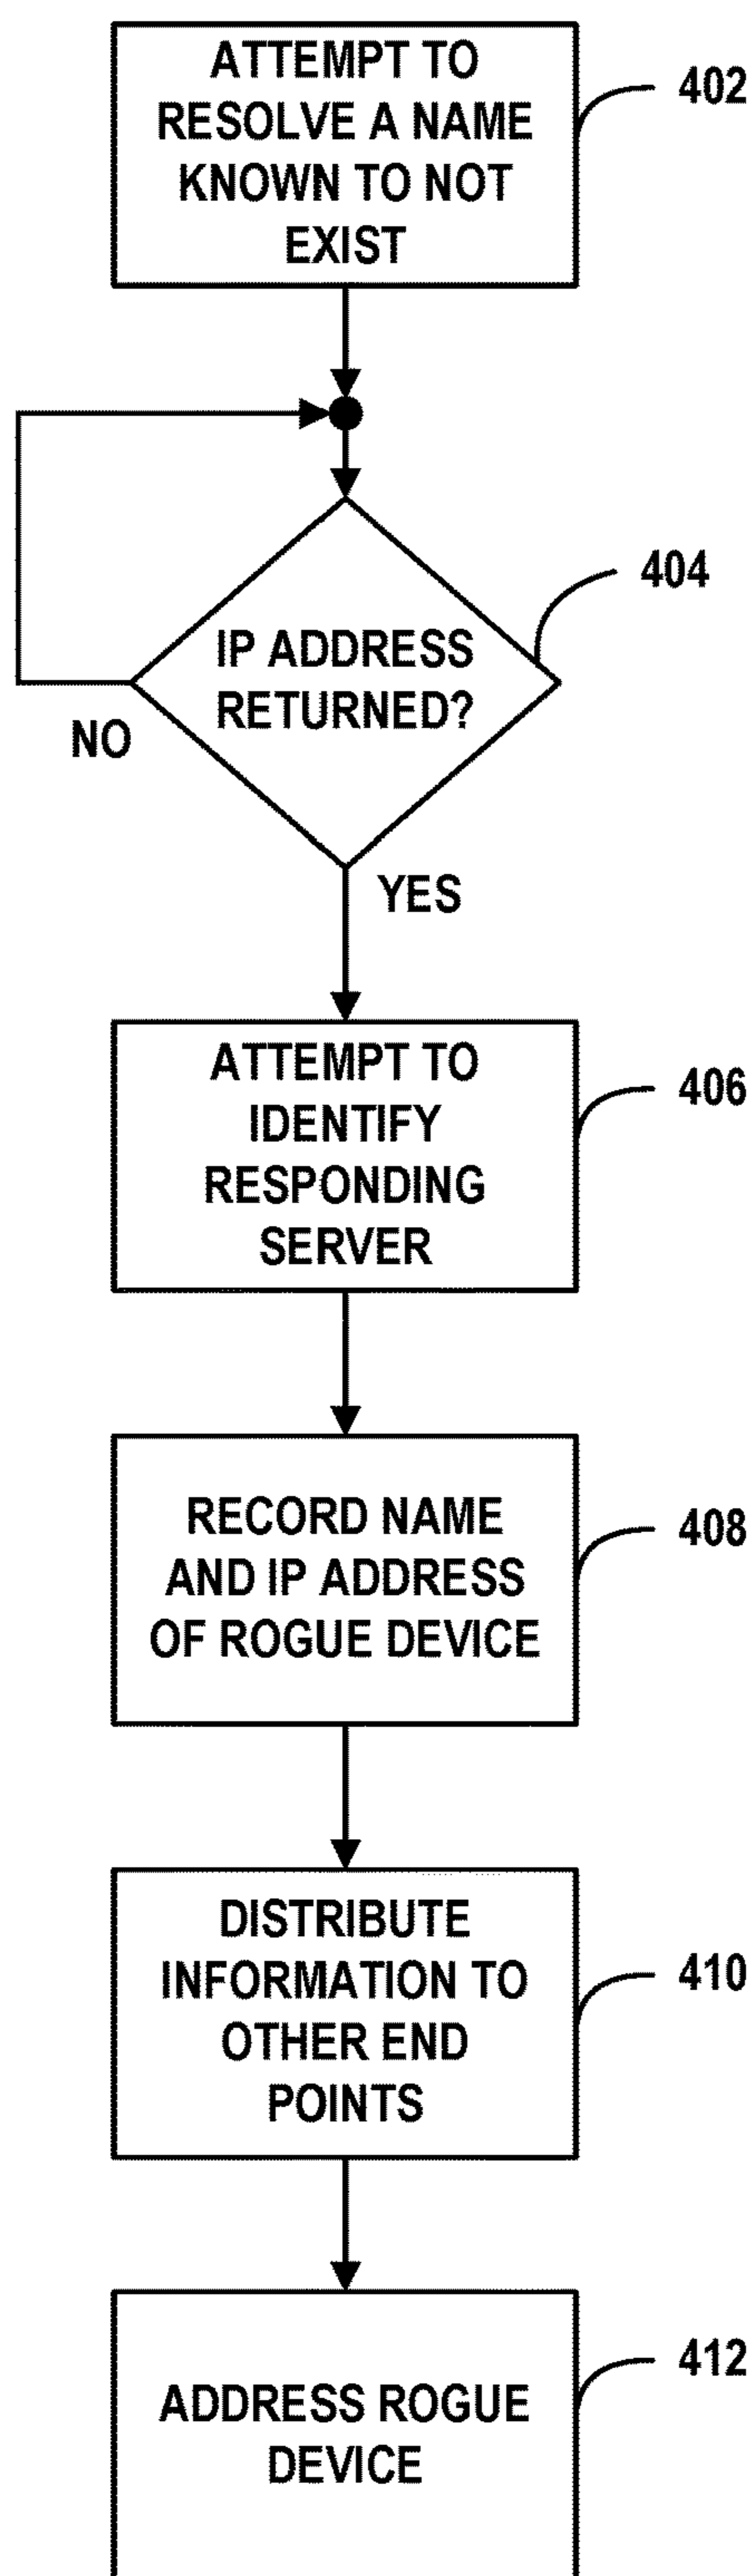 ATTEMPT TO
RESOLVE A NAME
KNOWN TO NOT
EXIST
402
404
IP ADDRESS
RETURNED?
NO
YES
ATTEMPT TO
IDENTIFY
RESPONDING
SERVER
406
RECORD NAME
AND IP ADDRESS
OF ROGUE DEVICE
408
DISTRIBUTE
INFORMATION TO
OTHER END
POINTS
410
ADDRESS ROGUE
DEVICE
412